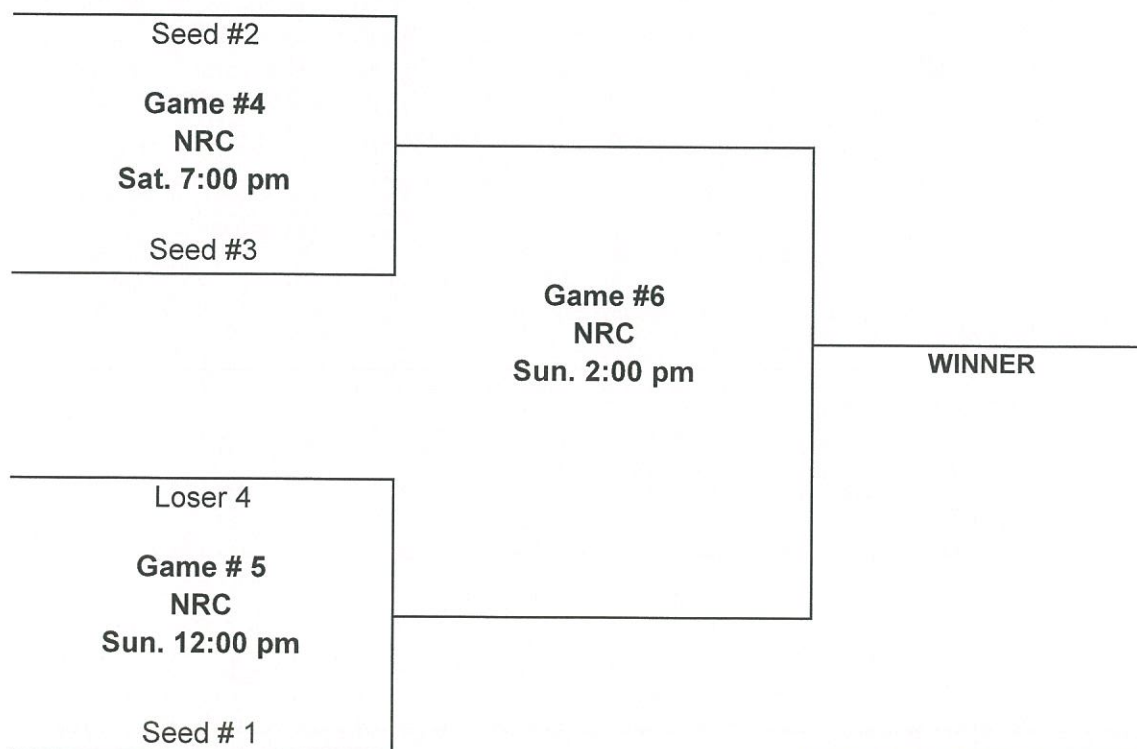 Seed #2
Game #4
NRC
Sat. 7:00 pm
Seed #3
Game #6
NRC
Sun. 2:00 pm
WINNER
Loser 4
Game # 5
NRC
Sun. 12:00 pm
Seed # 1